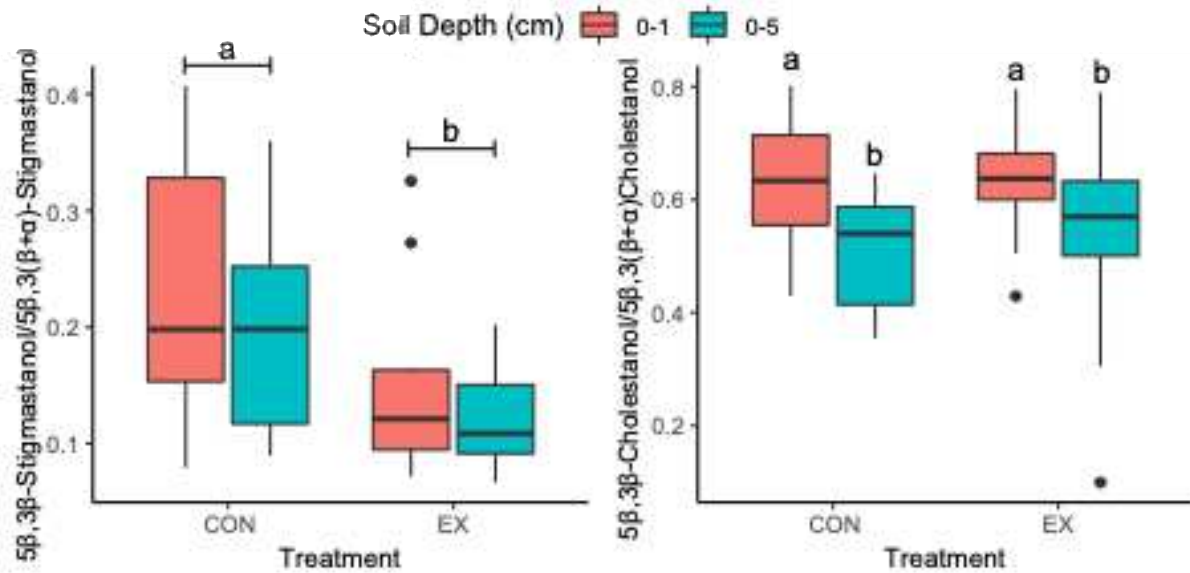 Soil Depth (cm) 0-1 0-5
5β,3β-Stigmastanol/5β,3(β+α)-Stigmastanol
0.4
0.3
0.2
0.1
a
b
CON EX
Treatment
5β,3β-Cholestanol/5β,3(β+α)Cholestanol
0.8
0.6
0.4
0.2
a
b
a
b
CON EX
Treatment